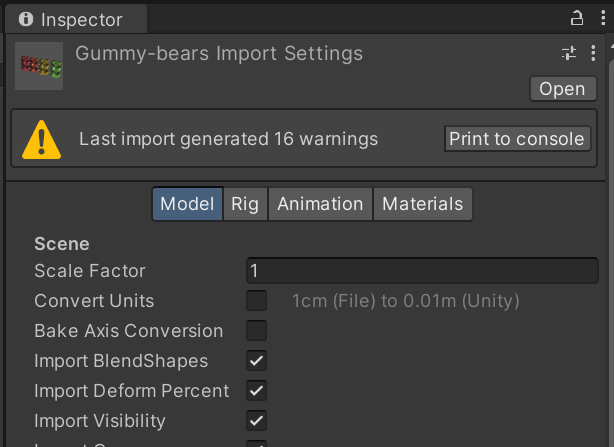 Inspector
Gummy-bears Import Settings
Open
Last import generated 16 warnings Print to console
Model Rig Animation Materials
Scene
Scale Factor 1
Convert Units 1cm (File) to 0.01m (Unity)
Bake Axis Conversion
Import BlendShapes
Import Deform Percent
Import Visibility